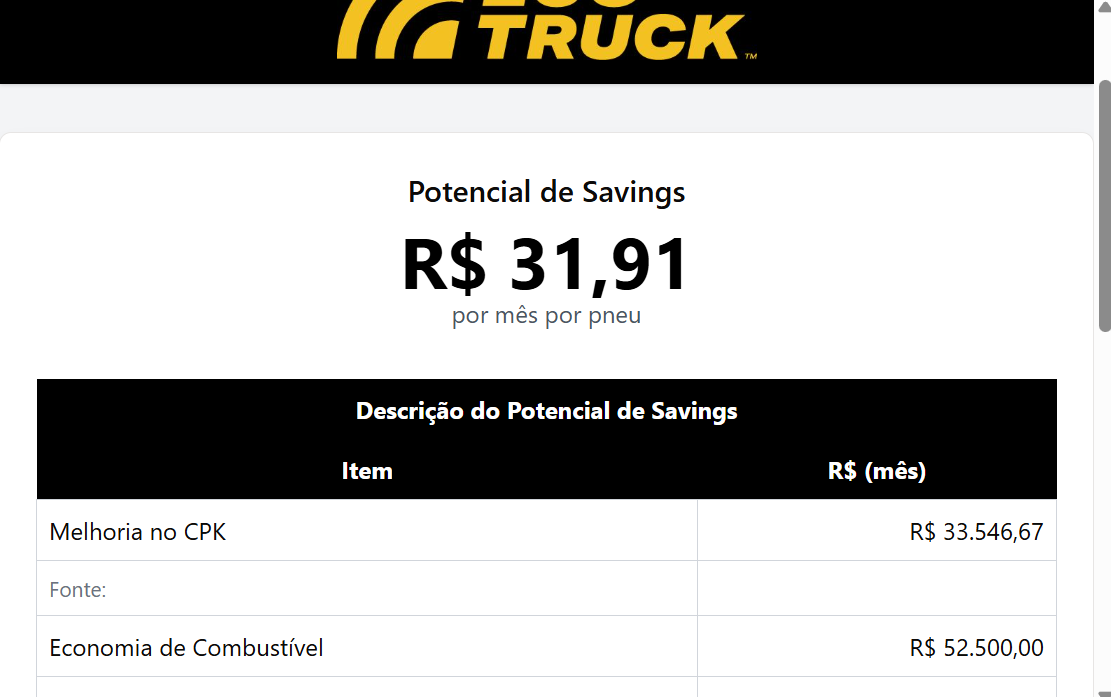 TRUCK™
Potencial de Savings
R$ 31,91
por mês por pneu
Descrição do Potencial de Savings
Item R$ (mês)
Melhoria no CPK R$ 33.546,67
Fonte:
Economia de Combustível R$ 52.500,00